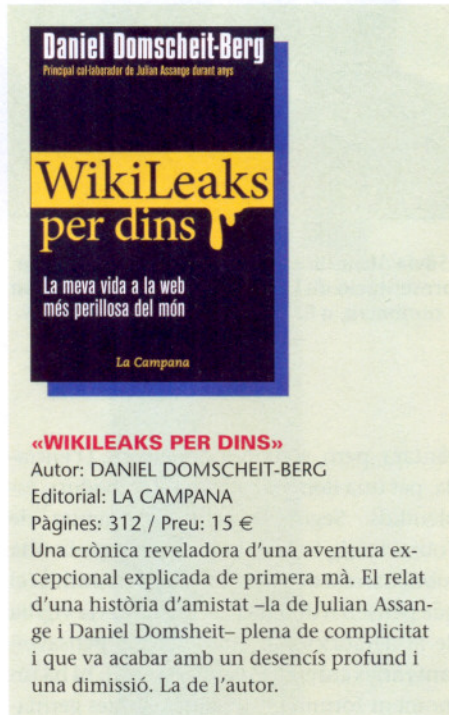 Daniel Domscheit-Berg
Principal col·laborador de Julian Assange durant anys
WikiLeaks
per dins
La meva vida a la web
més perillosa del món
La Campana
«WIKILEAKS PER DINS»
Autor: DANIEL DOMSCHEIT-BERG
Editorial: LA CAMPANA
Pàgines: 312 / Preu: 15 €
Una crònica reveladora d'una aventura ex-
cepcional explicada de primera mà. El relat
d'una història d'amistat –la de Julian Assan-
ge i Daniel Domsheit– plena de complicitat
i que va acabar amb un desencís profund i
una dimissió. La de l'autor.